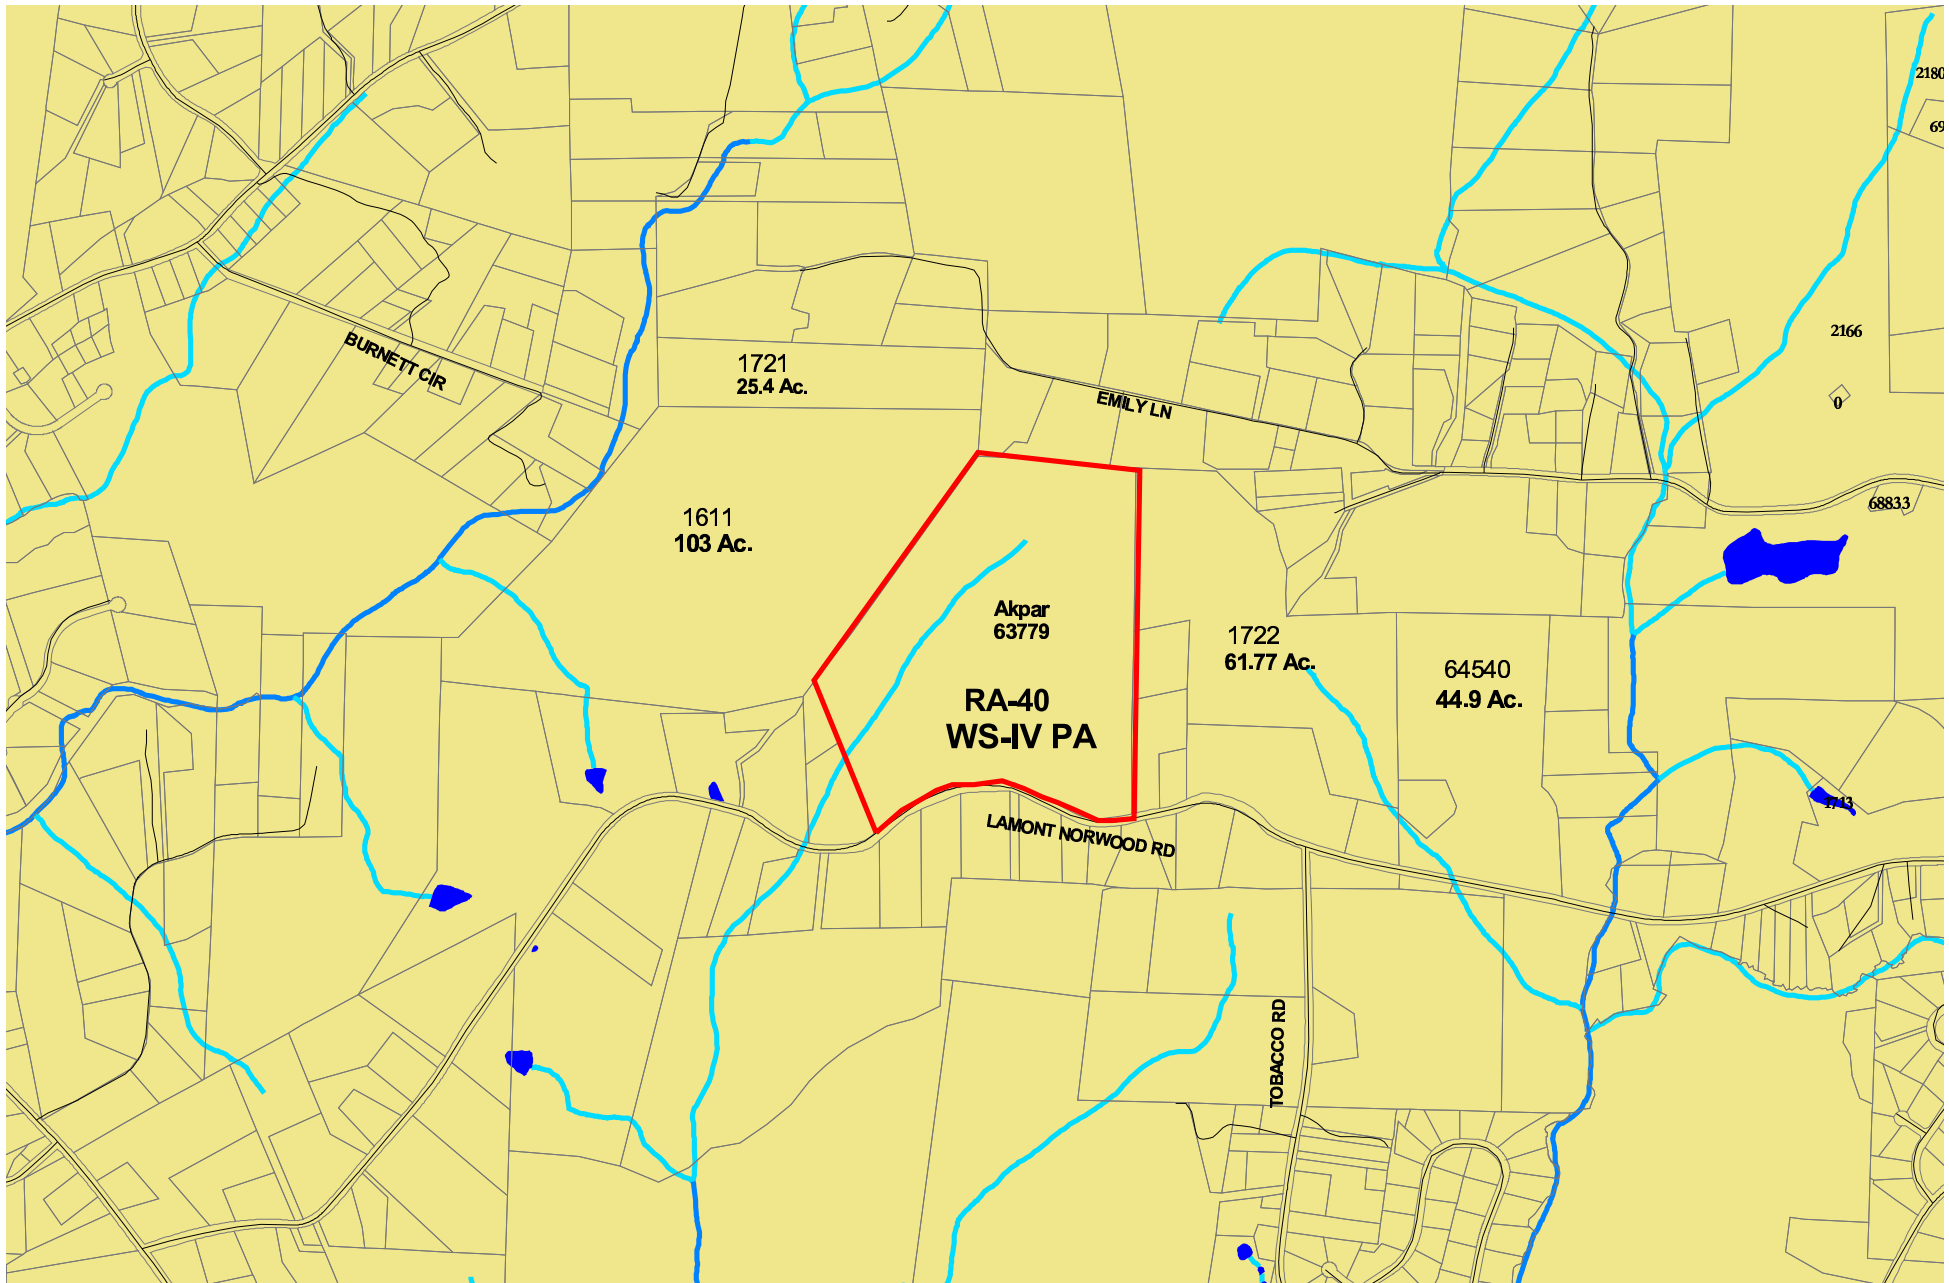 2180
69
2166
BURNETT CIR
1721
25.4 Ac.
EMILY LN
0
68833
1611
103 Ac.
Akpar
63779
1722
61.77 Ac.
64540
44.9 Ac.
RA-40
WS-IV PA
1713
LAMONT NORWOOD RD
TOBACCO RD